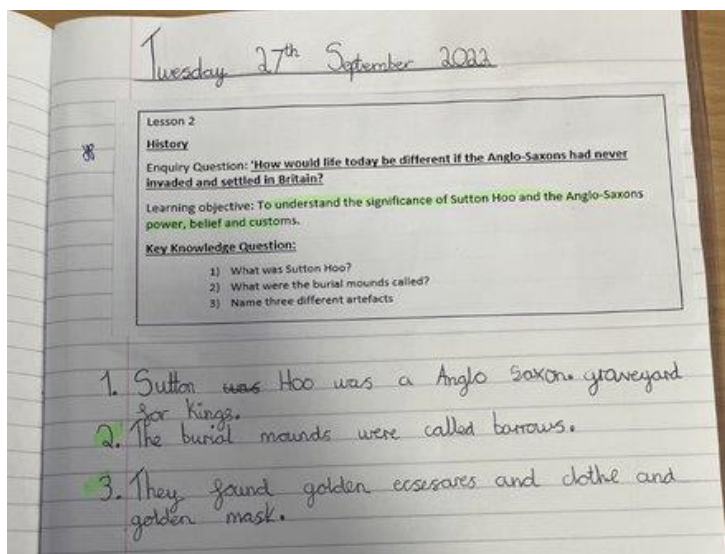 Tuesday 27th September 2022
Lesson 2
History
Enquiry Question: 'How would life today be different if the Anglo-Saxons had never
invaded and settled in Britain?
Learning objective: To understand the significance of Sutton Hoo and the Anglo-Saxons
power, belief and customs.
Key Knowledge Question:
1) What was Sutton Hoo?
2) What were the burial mounds called?
3) Name three different artefacts
1. Sutton was Hoo was a Anglo Saxon. graveyard
for Kings.
2. The burial mounds were called barrows.
3. They found golden ecsesares and clothe and
golden mask.